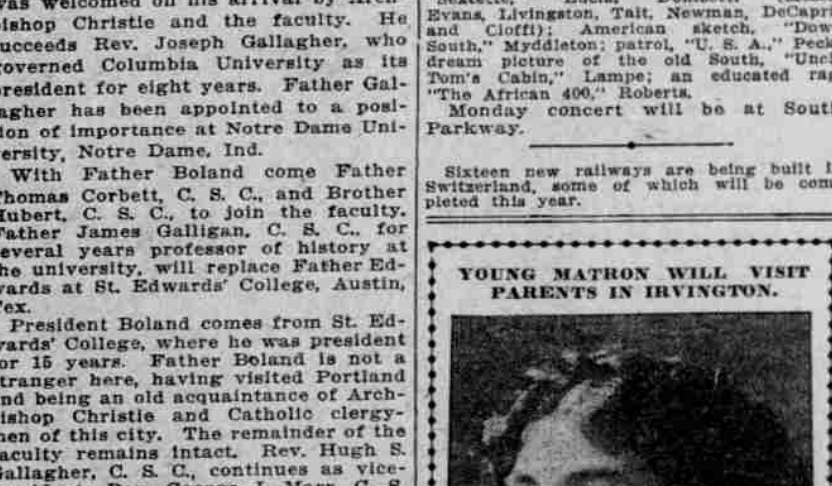 was welcomed on his arrival by Arch-
bishop Christie and the faculty. He
succeeds Rev. Joseph Gallagher, who
governed Columbia University as its
president for eight years. Father Gal-
lagher has been appointed to a posi-
tion of importance at Notre Dame Uni-
versity, Notre Dame, Ind.
With Father Boland come Father
Thomas Corbett, C. S. C., and Brother
Hubert, C. S. C., to join the faculty.
Father James Galligan, C. S. C., for
several years professor of history at
the university, will replace Father Ed-
wards at St. Edwards' College, Austin,
Tex.
President Boland comes from St. Ed-
wards' College, where he was president
for 15 years. Father Boland is not a
stranger here, having visited Portland
and being an old acquaintance of Arch-
bishop Christie and Catholic clergy-
men of this city. The remainder of the
faculty remains intact. Rev. Hugh S.
Gallagher, C. S. C., continues as vice-
Evans, Livingston, Tait, Newman, DeCapri
and Cioffi); American sketch, "Dow
South," Myddleton; patrol, "U. S. A.," Peck
dream picture of the old South, "Uncl
Tom's Cabin," Lampe; an educated ra
"The African 400," Roberts.
Monday concert will be at Sout
Parkway.
Sixteen new railways are being built i
Switzerland, some of which will be com
pleted this year.
YOUNG MATRON WILL VISIT
PARENTS IN IRVINGTON.